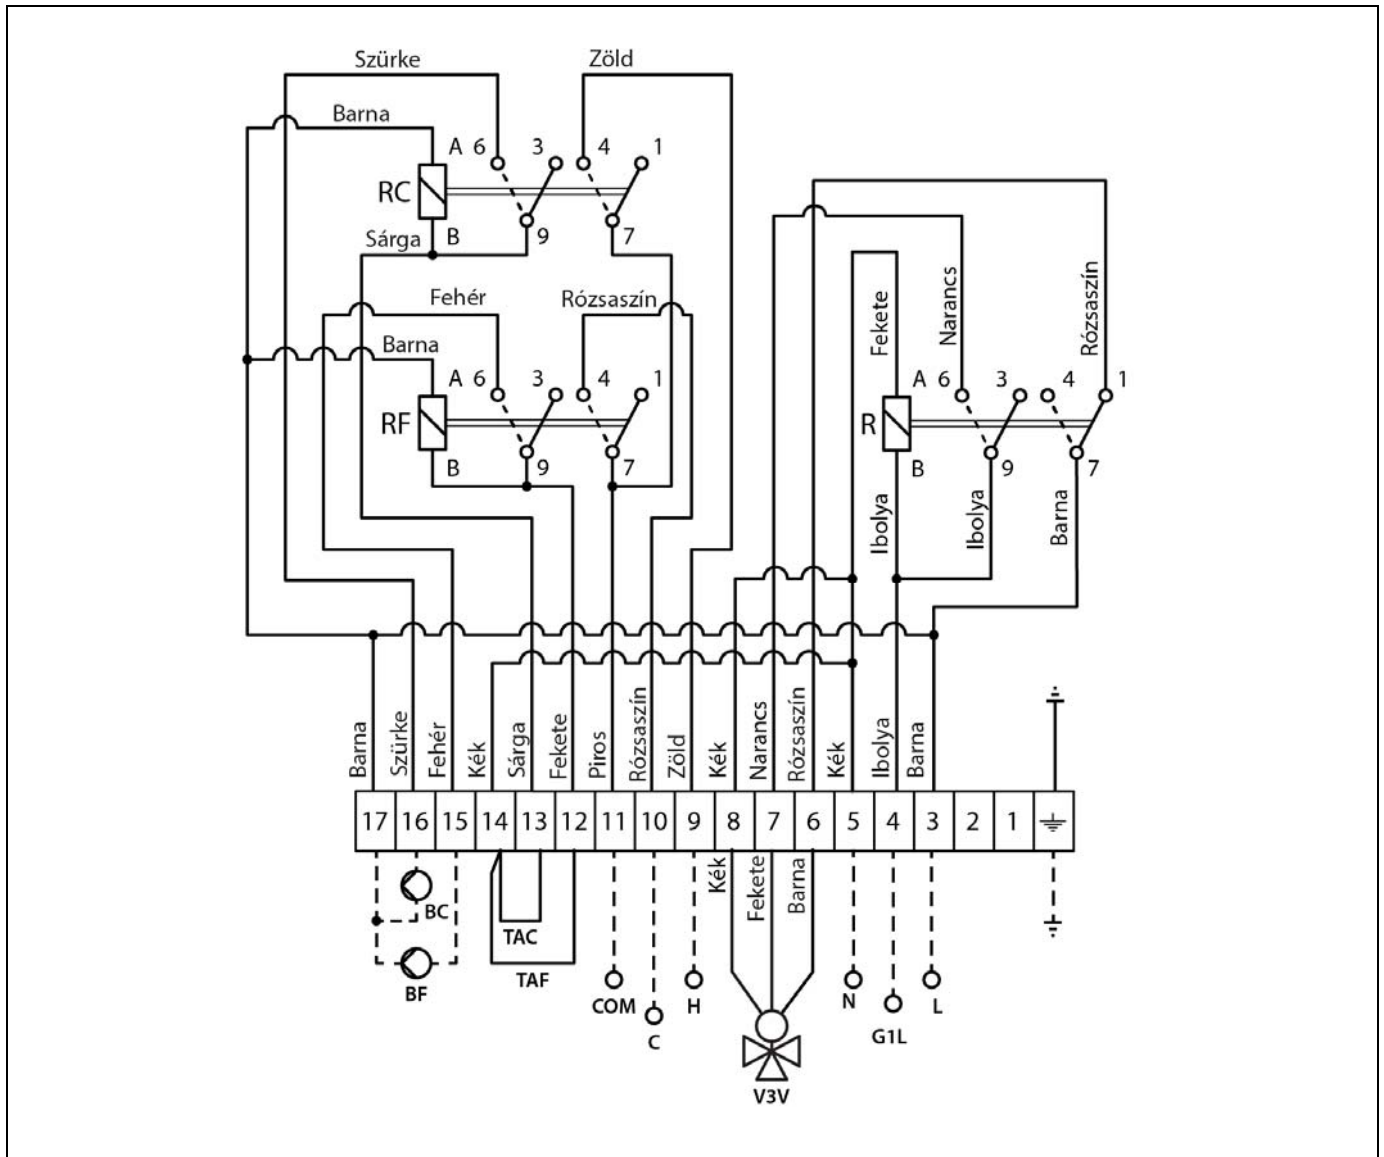 Szürke
Zöld
Barna
A 6 3 4 1
RC
Sárga B 9 7
Fehér Rózsaszín
Barna
A 6 3 4 1
RF
B 9 7
Fekete
Narancs
Rózsaszín
A 6 3 4 1
R
B 9 7
Ibolya
Ibolya
Barna
Barna
Szürke
Fehér
Kék
Sárga
Fekete
Piros
Rózsaszín
Zöld
Kék
Narancs
Rózsaszín
Kék
Ibolya
Barna
17 16 15 14 13 12 11 10 9 8 7 6 5 4 3 2 1
Kék
Fekete
Barna
BC
TAC
BF
TAF
COM
C
H
N
G1L
L
V3V